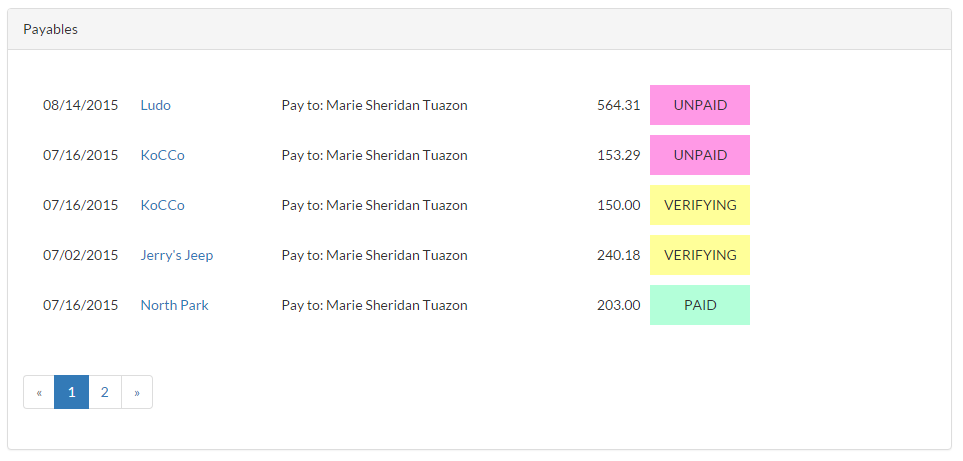 Payables
08/14/2015 Ludo Pay to: Marie Sheridan Tuazon 564.31 UNPAID
07/16/2015 KoCCo Pay to: Marie Sheridan Tuazon 153.29 UNPAID
07/16/2015 KoCCo Pay to: Marie Sheridan Tuazon 150.00 VERIFYING
07/02/2015 Jerry's Jeep Pay to: Marie Sheridan Tuazon 240.18 VERIFYING
07/16/2015 North Park Pay to: Marie Sheridan Tuazon 203.00 PAID
« 1 2 »